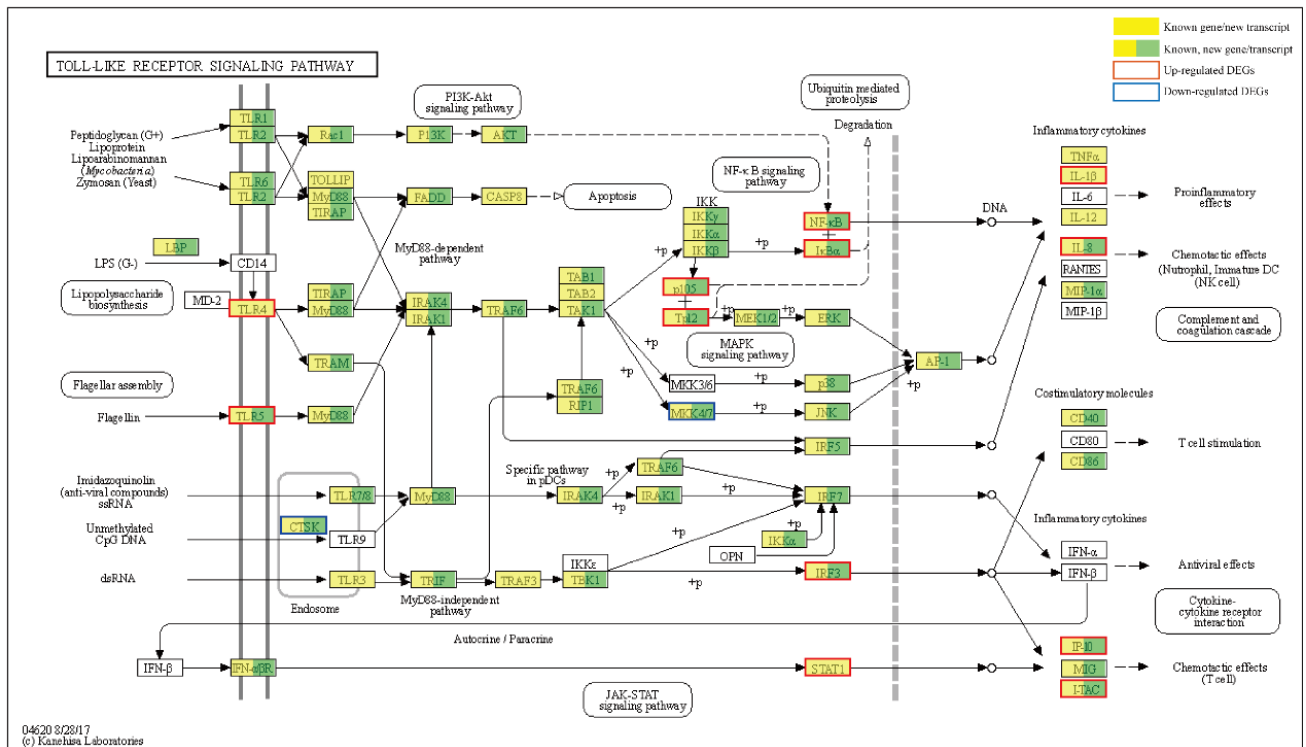 Known gene/new transcript
Known, new gene/transcript
Up-regulated DEGs
Down-regulated DEGs
TOLL-LIKE RECEPTOR SIGNALING PATHWAY
PI3K-Akt
signaling pathway
Ubiquitin mediated
proteolysis
Degradation
Inflammatory cytokines
Peptidoglycan (G+)
Lipoprotein
Lipoarabinomannan
(Mycobacteria)
Zymosan (Yeast)
TLR1
TLR2
Rac1
PI3K
AKT
TLR6
TLR2
TOLLIP
MyD88
TIRAP
FADD
CASP8
Apoptosis
NF-κB signaling
pathway
IKK
IKKγ
IKKα
IKKβ
NF-κB
+
IκBα
+p
+p
DNA
TNFα
IL-1β
IL-6
IL-12
Proinflammatory
effects
LBP
LPS (G-)
CD14
MyD88-dependent
pathway
IL-8
RANTES
MIP-1α
MIP-1β
Chemotactic effects
(Nutrophil, Immature DC
(NK cell)
Lipopolysaccharide
biosynthesis
MD-2
TLR4
TIRAP
MyD88
IRAK4
IRAK1
TRAF6
TAB1
TAB2
TAK1
p105
+
Tpl2
+p
MEK1/2
+p
ERK
MAPK
signaling pathway
Complement and
coagulation cascade
TRAM
AP-1
Flagellar assembly
TRAF6
RIP1
+p
+p
MKK3/6
+p
p38
+p
MKK4/7
+p
JNK
Costimulatory molecules
Flagellin
TLR5
MyD88
IRF5
CD40
CD80
CD86
T cell stimulation
Imidazoquinolin
(anti-viral compounds)
ssRNA
TLR7/8
MyD88
Specific pathway
in pDCs
IRAK4
+p
TRAF6
+p
IRAK1
+p
IRF7
Unmethylated
CpG DNA
CTSK
TLR9
+p
IKKα
+p
OPN
Inflammatory cytokines
IFN-α
IFN-β
Antiviral effects
dsRNA
TLR3
Endosome
TRIF
TRAF3
IKKε
TBK1
+p
IRF3
MyD88-independent
pathway
Cytokine-
cytokine receptor
interaction
Autocrine / Paracrine
IFN-β
IFN-αβR
STAT1
JAK-STAT
signaling pathway
IP-10
MIG
I-TAC
Chemotactic effects
(T cell)
04620 8/28/17
(c) Kanehisa Laboratories